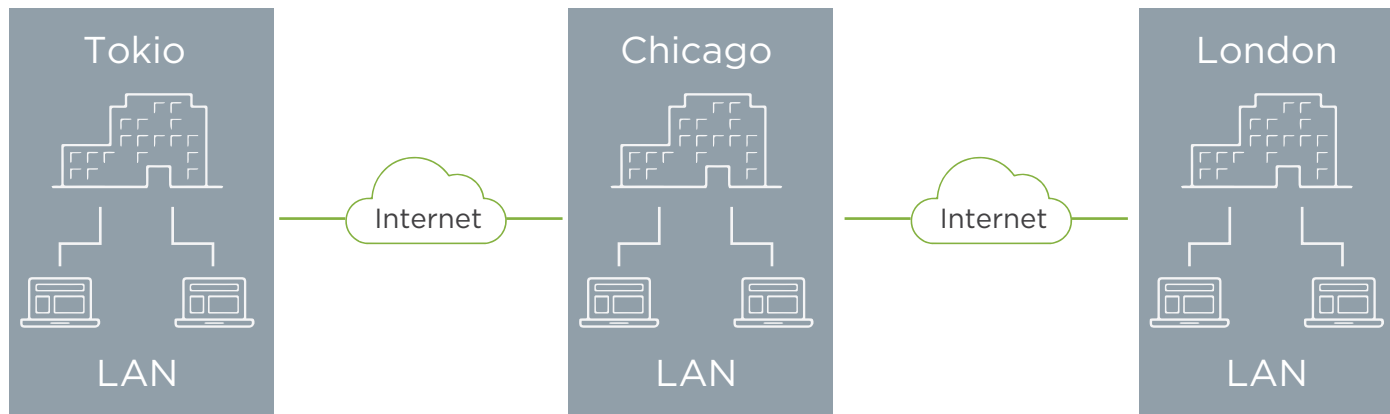 Tokio
Chicago
London
Internet
Internet
LAN
LAN
LAN